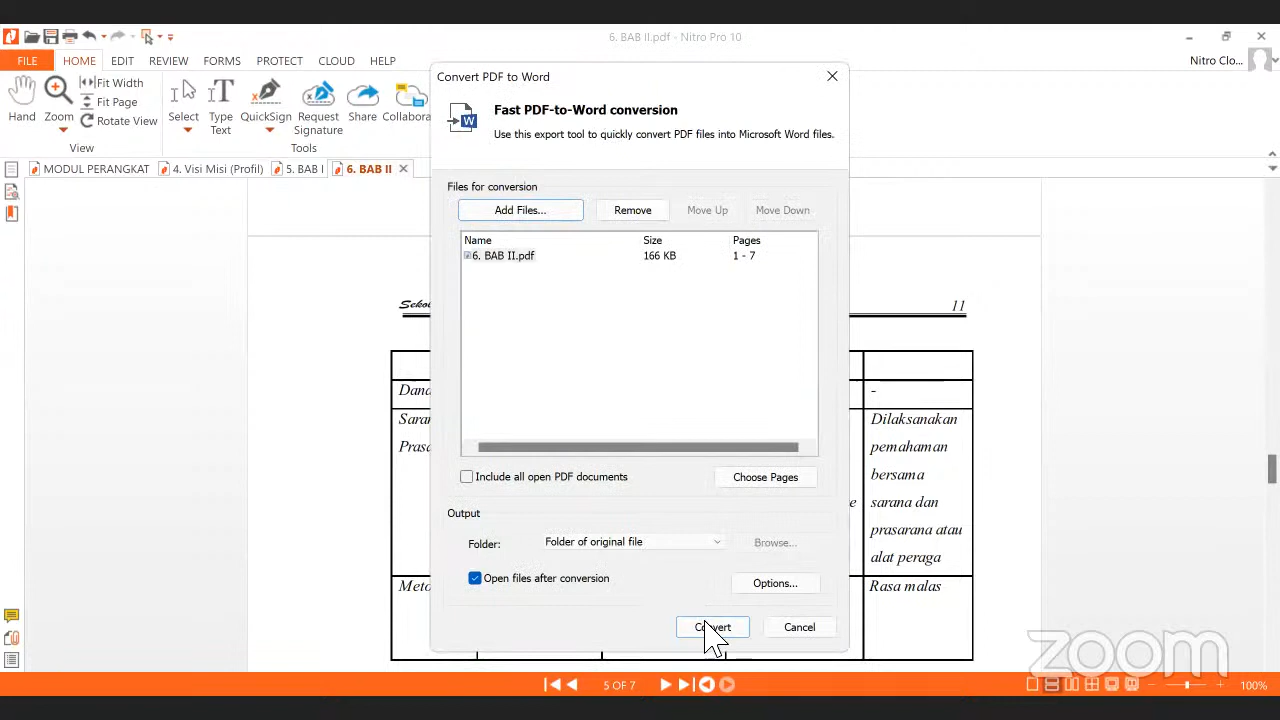 6. BAB II.pdf - Nitro Pro 10
FILE HOME EDIT REVIEW FORMS PROTECT CLOUD HELP
Nitro Clo...
Hand
Zoom
Fit Width
Fit Page
Rotate View
View
Select
Type
Text
QuickSign
Request
Signature
Share
Collabora
Tools
MODUL PERANGKAT
4. Visi Misi (Profil)
5. BAB I
6. BAB II
Convert PDF to Word
Fast PDF-to-Word conversion
Use this export tool to quickly convert PDF files into Microsoft Word files.
Files for conversion
Add Files...
Remove
Move Up
Move Down
Name Size Pages
6. BAB II.pdf 166 KB 1 - 7
Include all open PDF documents
Choose Pages
Output
Folder:
Folder of original file
Browse...
Open files after conversion
Options...
Convert
Cancel
Sekol
11
Dana
-
Saran
Prasa
e
Dilaksanakan
pemahaman
bersama
sarana dan
prasarana atau
alat peraga
Meto
Rasa malas
zoom
5 OF 7
100%